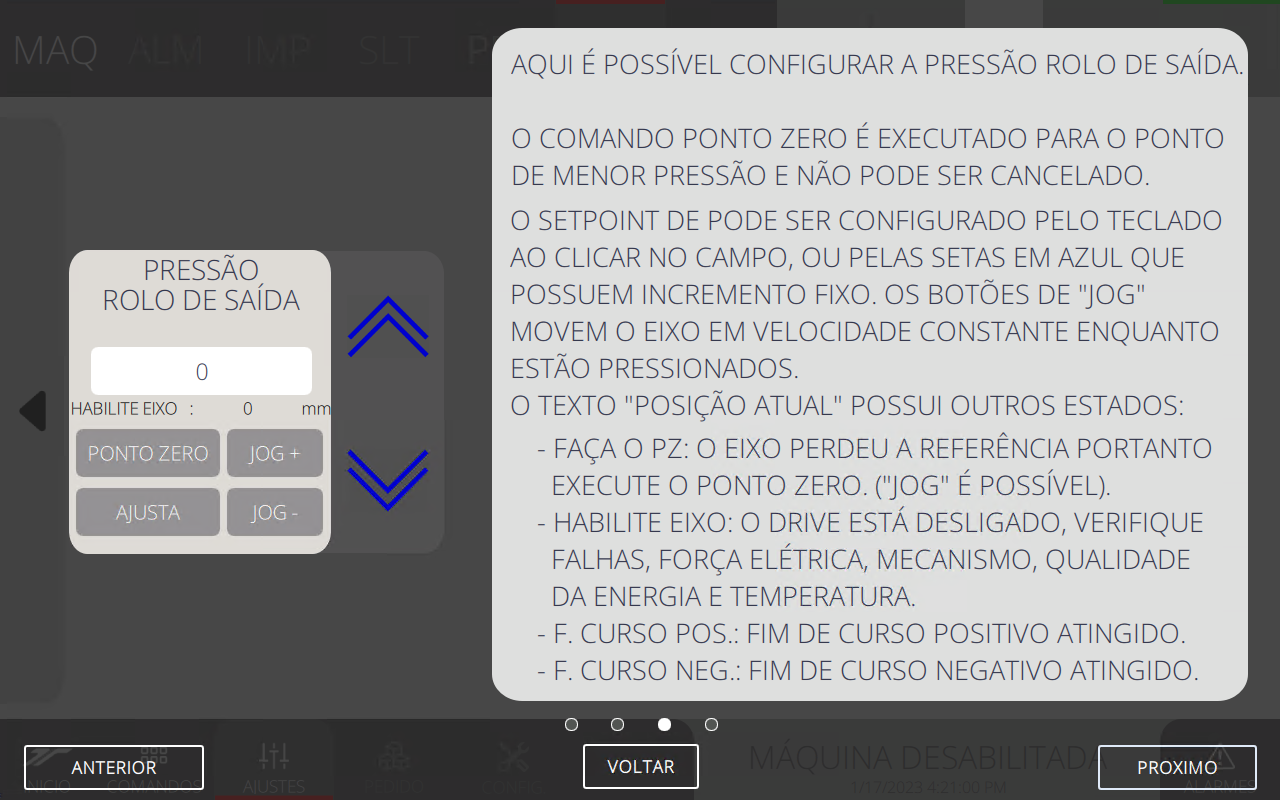 MAQ ALM IMP SLT
AQUI É POSSÍVEL CONFIGURAR A PRESSÃO ROLO DE SAÍDA.
O COMANDO PONTO ZERO É EXECUTADO PARA O PONTO
DE MENOR PRESSÃO E NÃO PODE SER CANCELADO.
O SETPOINT DE PODE SER CONFIGURADO PELO TECLADO
AO CLICAR NO CAMPO, OU PELAS SETAS EM AZUL QUE
POSSUEM INCREMENTO FIXO. OS BOTÕES DE "JOG"
MOVEM O EIXO EM VELOCIDADE CONSTANTE ENQUANTO
ESTÃO PRESSIONADOS.
O TEXTO "POSIÇÃO ATUAL" POSSUI OUTROS ESTADOS:
- FAÇA O PZ: O EIXO PERDEU A REFERÊNCIA PORTANTO
EXECUTE O PONTO ZERO. ("JOG" É POSSÍVEL).
- HABILITE EIXO: O DRIVE ESTÁ DESLIGADO, VERIFIQUE
FALHAS, FORÇA ELÉTRICA, MECANISMO, QUALIDADE
DA ENERGIA E TEMPERATURA.
- F. CURSO POS.: FIM DE CURSO POSITIVO ATINGIDO.
- F. CURSO NEG.: FIM DE CURSO NEGATIVO ATINGIDO.
PRESSÃO
ROLO DE SAÍDA
0
HABILITE EIXO : 0 mm
PONTO ZERO JOG +
AJUSTA JOG -
ANTERIOR VOLTAR PROXIMO
MÁQUINA DESABILITADA
INICIO COMANDOS AJUSTES PEDIDO CONFIG 1/17/2023 4:21:00 PM ALARMES